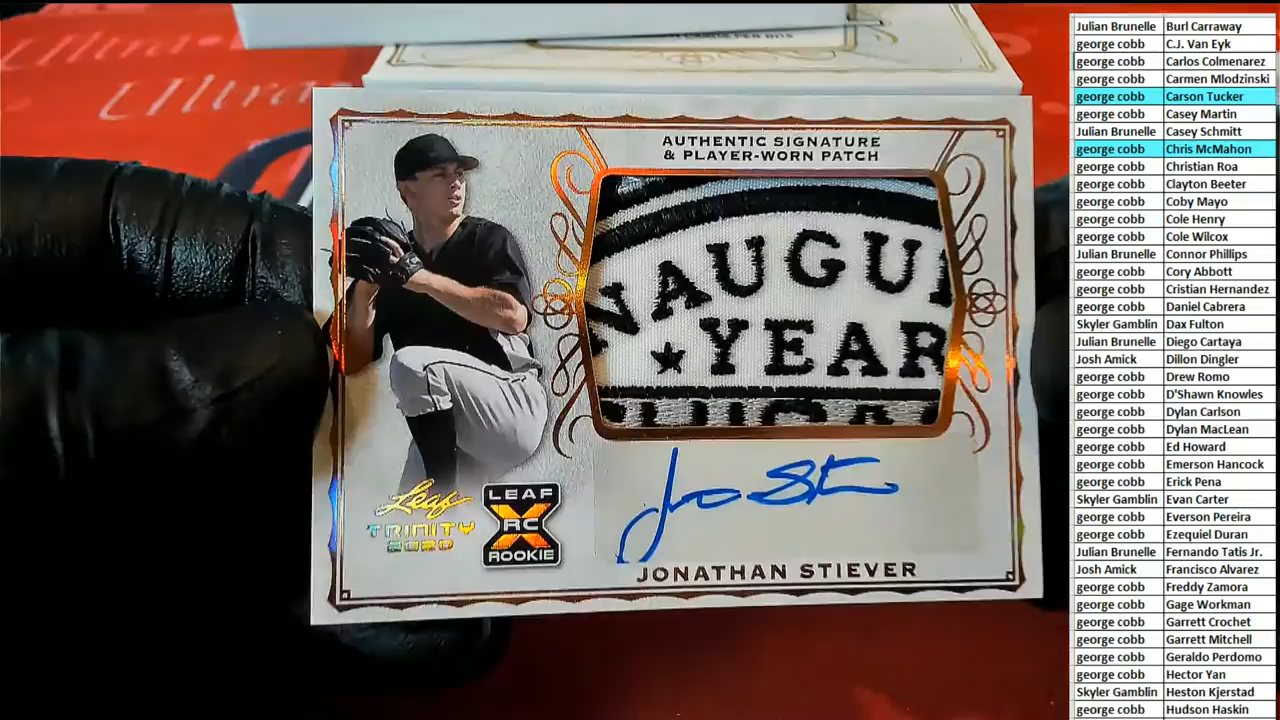 CARDS PER BOX
Ultra
Ultra
AUTHENTIC SIGNATURE
& PLAYER-WORN PATCH
NAUGU
★ YEAR
Leaf
TRINITY
2020
LEAF
X
RC
ROOKIE
JONATHAN STIEVER
Julian Brunelle Burl Carraway
george cobb C.J. Van Eyk
george cobb Carlos Colmenarez
george cobb Carmen Mlodzinski
george cobb Carson Tucker
george cobb Casey Martin
Julian Brunelle Casey Schmitt
george cobb Chris McMahon
george cobb Christian Roa
george cobb Clayton Beeter
george cobb Coby Mayo
george cobb Cole Henry
george cobb Cole Wilcox
Julian Brunelle Connor Phillips
george cobb Cory Abbott
george cobb Cristian Hernandez
george cobb Daniel Cabrera
Skyler Gamblin Dax Fulton
Julian Brunelle Diego Cartaya
Josh Amick Dillon Dingler
george cobb Drew Romo
george cobb D'Shawn Knowles
george cobb Dylan Carlson
george cobb Dylan MacLean
george cobb Ed Howard
george cobb Emerson Hancock
george cobb Erick Pena
Skyler Gamblin Evan Carter
george cobb Everson Pereira
george cobb Ezequiel Duran
Julian Brunelle Fernando Tatis Jr.
Josh Amick Francisco Alvarez
george cobb Freddy Zamora
george cobb Gage Workman
george cobb Garrett Crochet
george cobb Garrett Mitchell
george cobb Geraldo Perdomo
george cobb Hector Yan
Skyler Gamblin Heston Kjerstad
george cobb Hudson Haskin